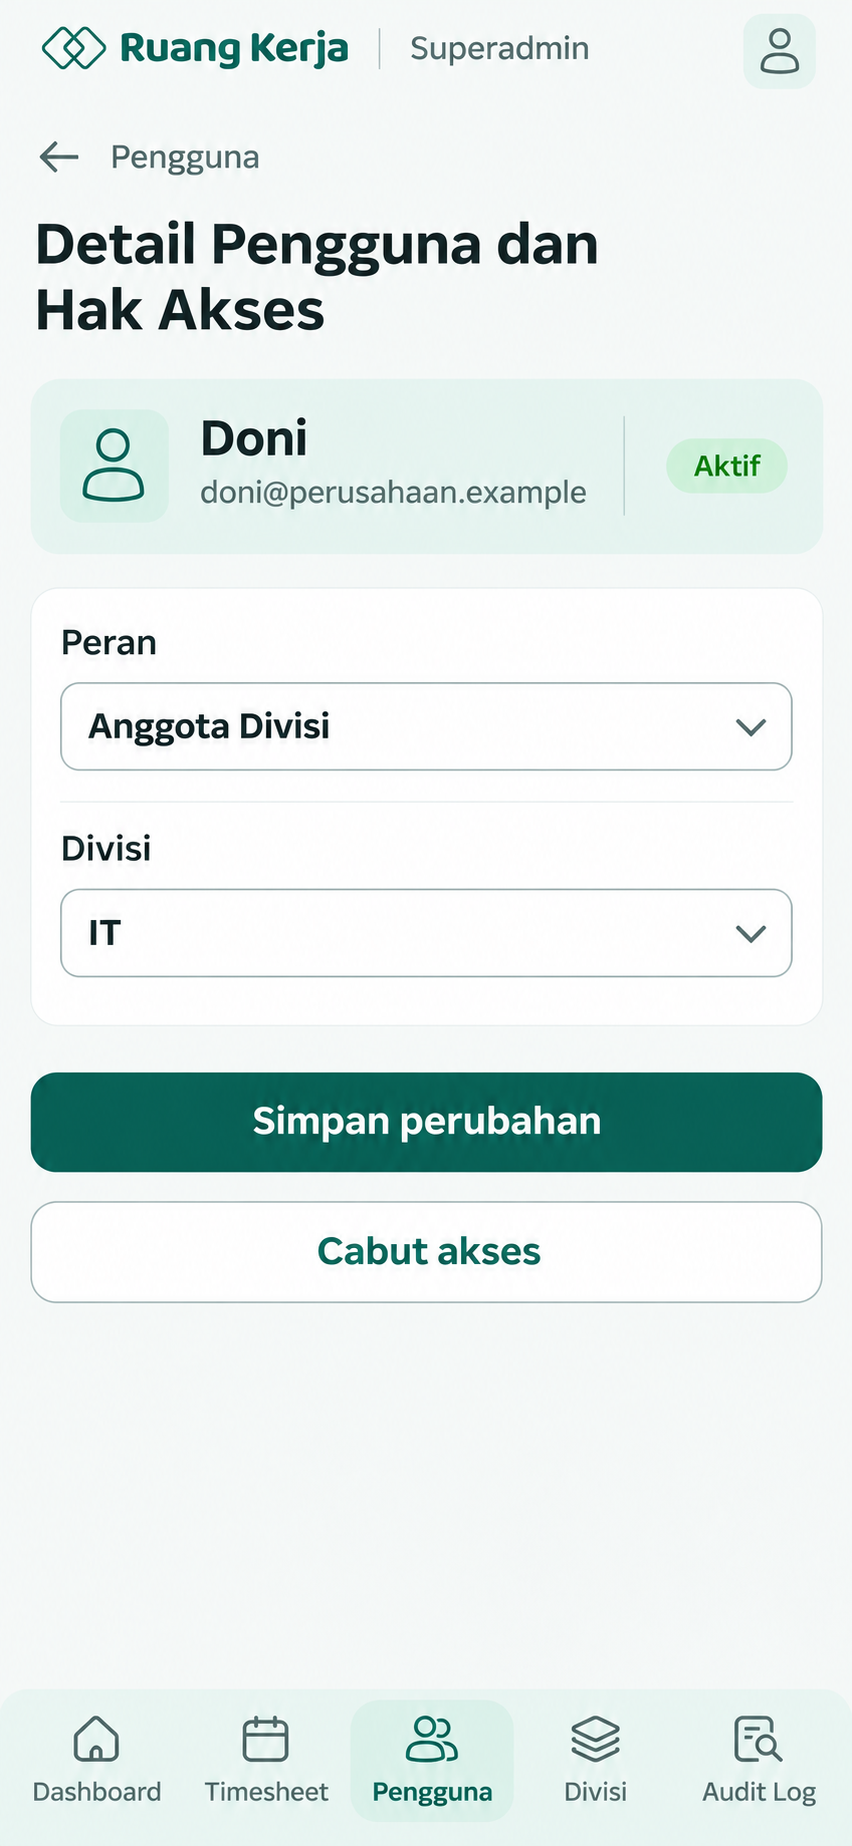 Ruang Kerja
Superadmin
Pengguna
Detail Pengguna dan
Hak Akses
Doni
doni@perusahaan.example
Aktif
Peran
Anggota Divisi
Divisi
IT
Simpan perubahan
Cabut akses
Dashboard
Timesheet
Pengguna
Divisi
Audit Log